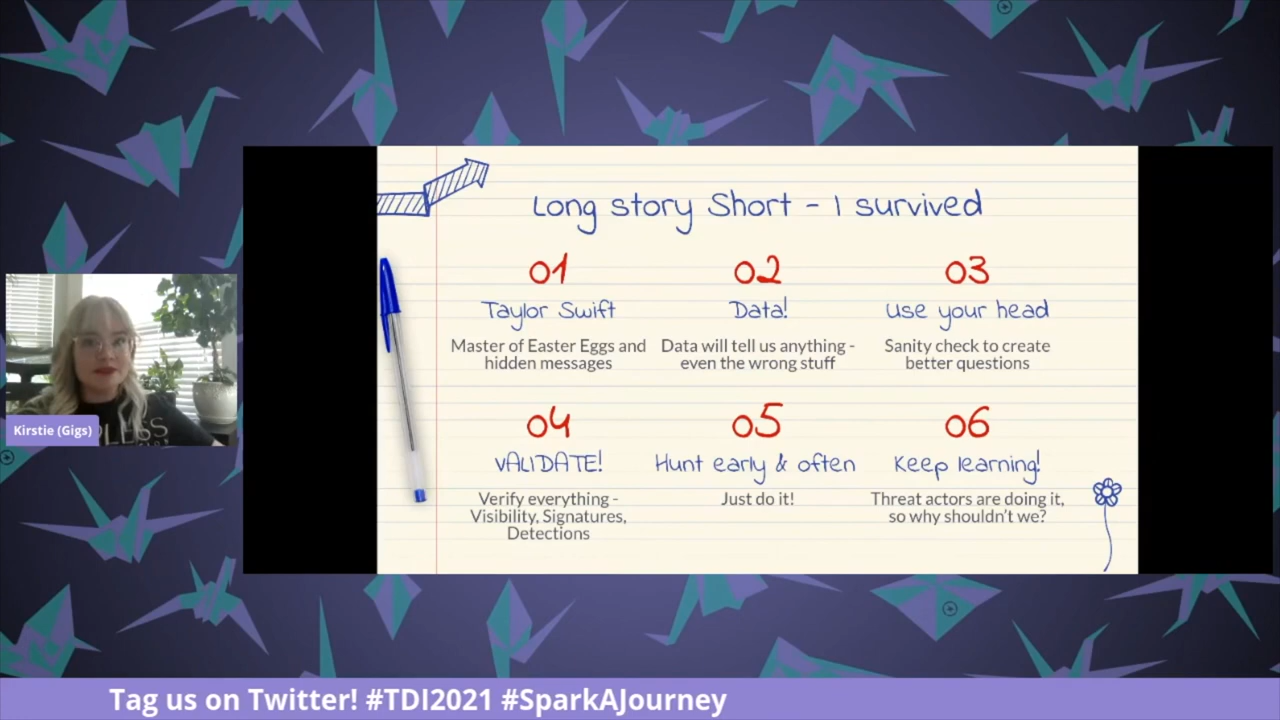 Long story Short - I survived
01
02
03
Taylor Swift
Data!
use your head
Master of Easter Eggs and
hidden messages
Data will tell us anything -
even the wrong stuff
Sanity check to create
better questions
04
05
06
VALIDATE!
Hunt early & often
Keep learning!
Verify everything -
Visibility, Signatures,
Detections
Just do it!
Threat actors are doing it,
so why shouldn't we?
Kirstie (Gigs)
Tag us on Twitter! #TDI2021 #SparkAJourney